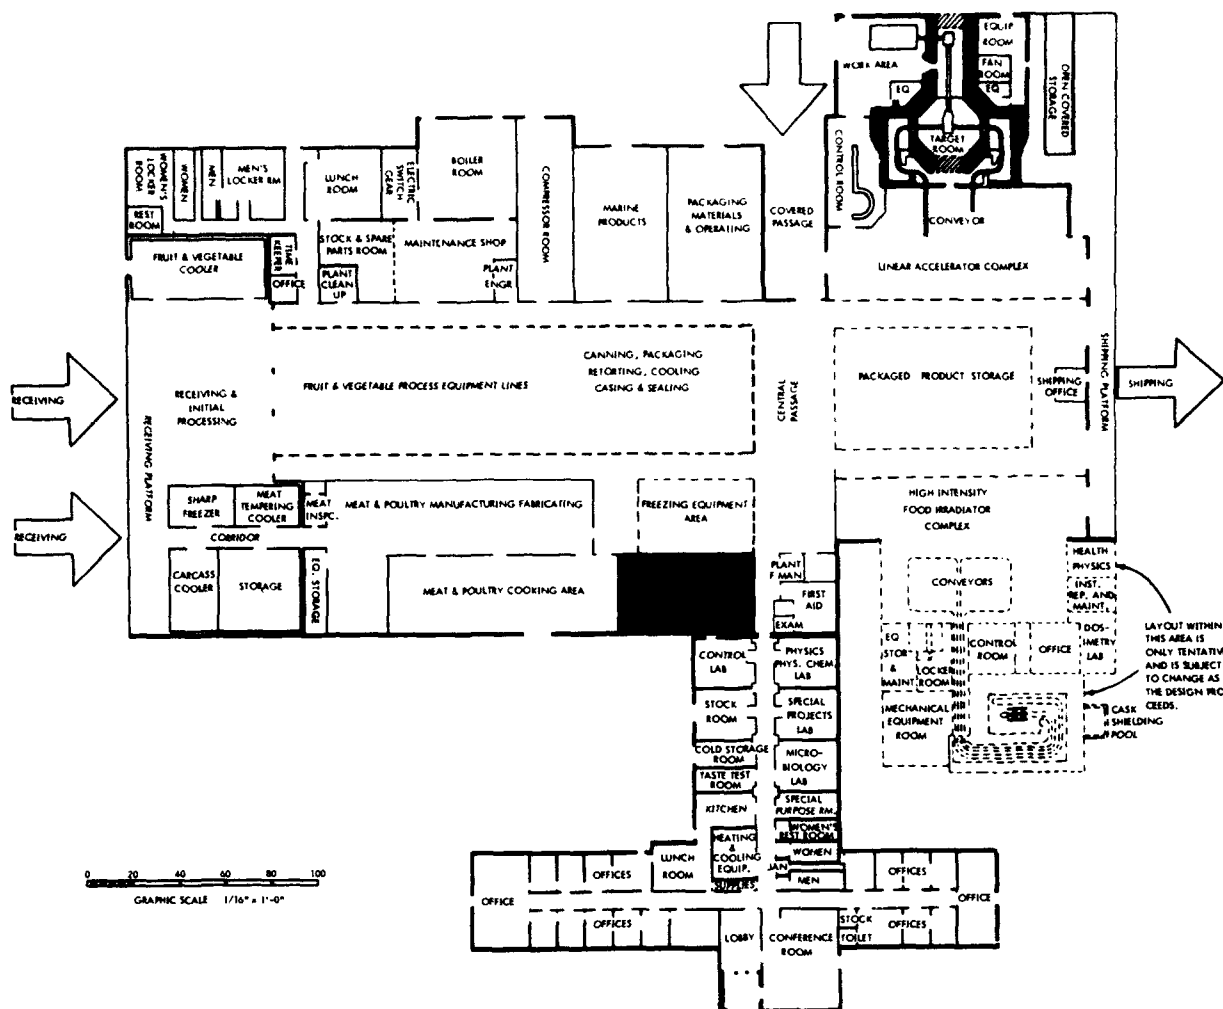 EQUIP
ROOM
WORK AREA
FAN
ROOM
EQ
EQ
OPEN COVERED
STORAGE
TARGET
ROOM
CONTROL ROOM
CONVEYOR
LINEAR ACCELERATOR COMPLEX
WOMEN'S
LOCKER
ROOM
WOMEN
MEN
MEN'S
LOCKER RM
REST
ROOM
LUNCH
ROOM
ELECTRIC
SWITCH
GEAR
BOILER
ROOM
COMPRESSOR ROOM
MARINE
PRODUCTS
PACKAGING
MATERIALS
& OPERATING
COVERED
PASSAGE
FRUIT & VEGETABLE
COOLER
TIME
KEEPER
OFFICE
STOCK & SPARE
PARTS ROOM
PLANT
CLEAN
UP
MAINTENANCE SHOP
PLANT
ENGR
RECEIVING
RECEIVING &
INITIAL
PROCESSING
RECEIVING PLATFORM
FRUIT & VEGETABLE PROCESS EQUIPMENT LINES
CANNING, PACKAGING
RETORTING, COOLING
CASING & SEALING
CENTRAL
PASSAGE
PACKAGED PRODUCT STORAGE
SHIPPING
OFFICE
SHIPPING PLATFORM
SHIPPING
RECEIVING
SHARP
FREEZER
MEAT
TEMPERING
COOLER
MEAT
INSPC.
MEAT & POULTRY MANUFACTURING FABRICATING
FREEZING EQUIPMENT
AREA
HIGH INTENSITY
FOOD IRRADIATOR
COMPLEX
CORRIDOR
CARCASS
COOLER
STORAGE
EQ. STORAGE
MEAT & POULTRY COOKING AREA
PLANT
F'MAN
FIRST
AID
EXAM
CONVEYORS
HEALTH
PHYSICS
INST.
REP. AND
MAINT.
DOS-
IMETRY
LAB
EQ
STOR
&
MAINT
LOCKER
ROOM
CONTROL
ROOM
OFFICE
MECHANICAL
EQUIPMENT
ROOM
CASK
SHIELDING
POOL
LAYOUT WITHIN
THIS AREA IS
ONLY TENTATIVE
AND IS SUBJECT
TO CHANGE AS
THE DESIGN PRO
CEEDS.
CONTROL
LAB
PHYSICS
PHYS. CHEM.
LAB
STOCK
ROOM
SPECIAL
PROJECTS
LAB
COLD STORAGE
ROOM
MICRO-
BIOLOGY
LAB
TASTE TEST
ROOM
KITCHEN
SPECIAL
PURPOSE RM.
WOMEN'S
REST ROOM
HEATING
&
COOLING
EQUIP.
WOMEN
JAN
MEN
SUPPLIES
LUNCH
ROOM
OFFICES
OFFICES
OFFICE
OFFICE
OFFICES
OFFICES
LOBBY
CONFERENCE
ROOM
STOCK
TOILET
0 20 40 60 80 100
GRAPHIC SCALE 1/16" = 1'-0"